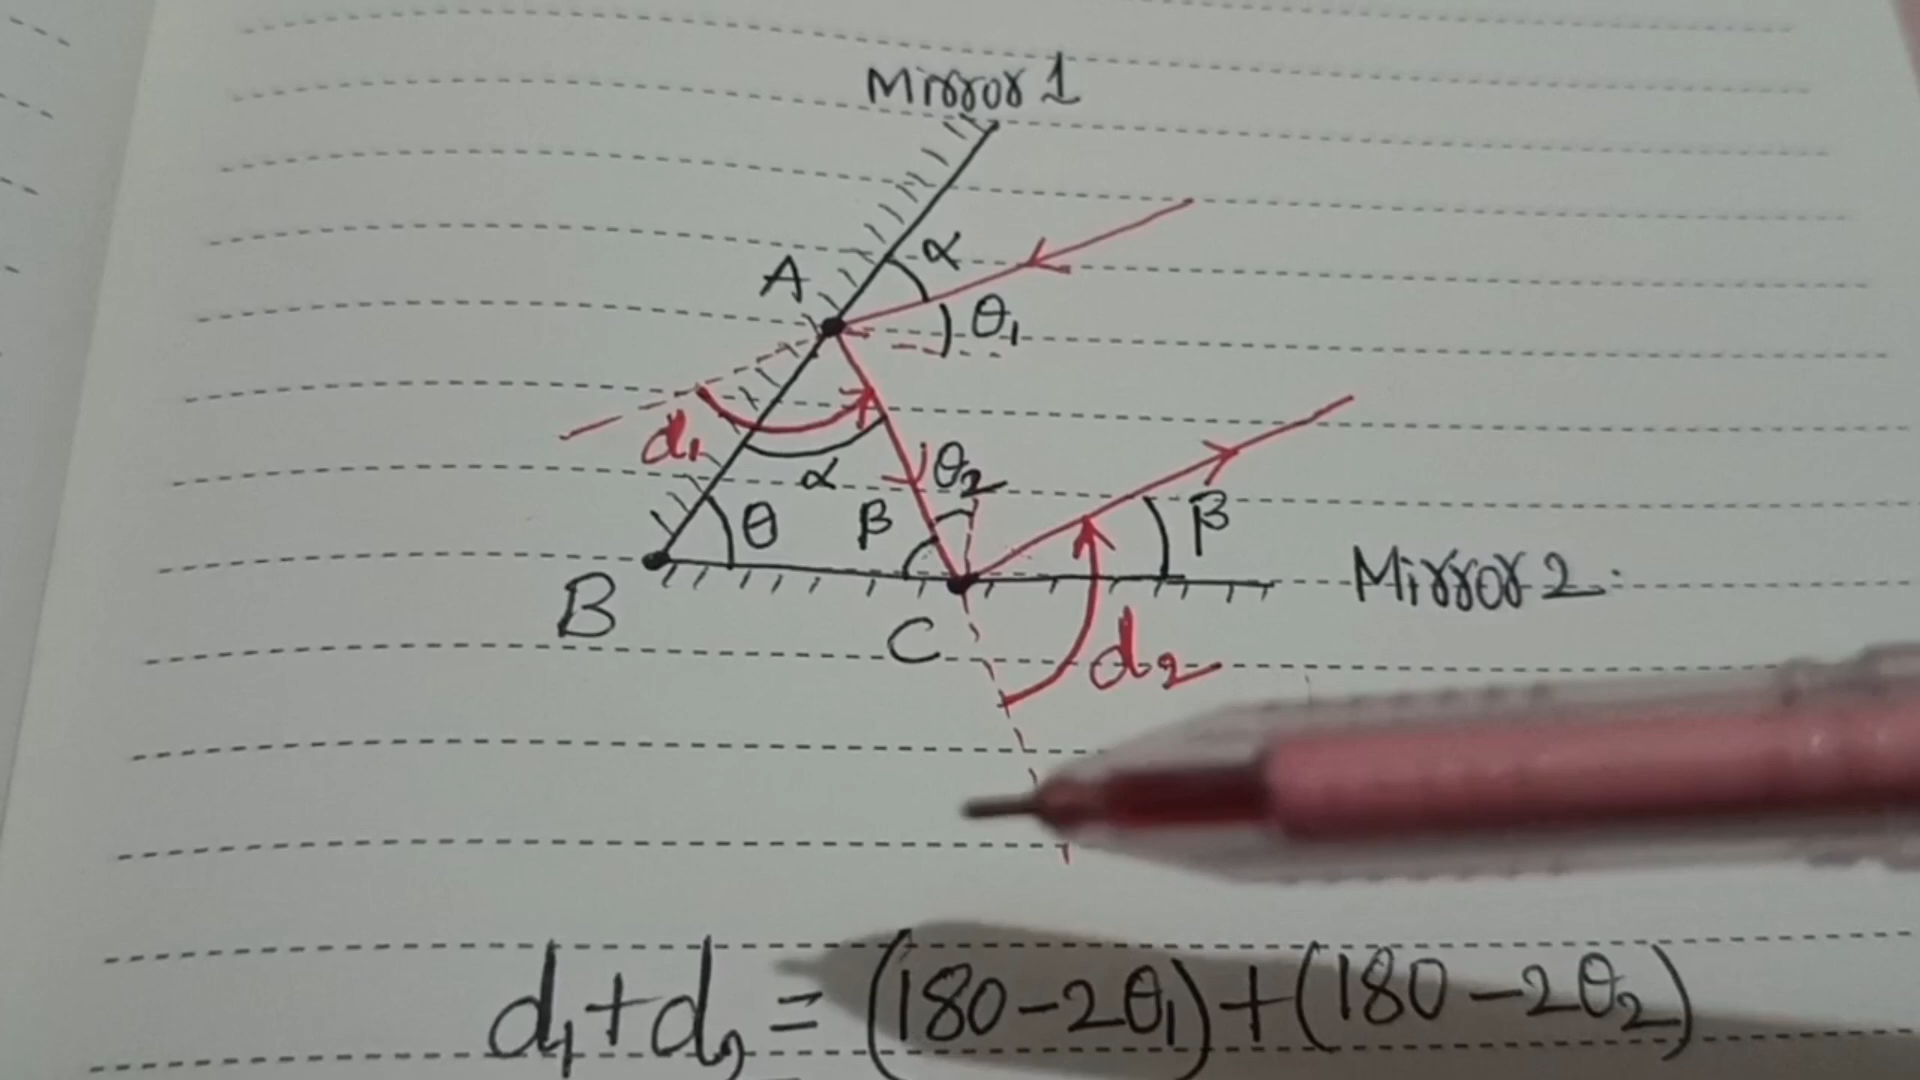 Mirror 1
α
A
θ₁
d₁
α
θ₂
θ
β
β
Mirror 2.
B
C
d₂
d₁+d₂ = (180-2θ₁)+(180-2θ₂)